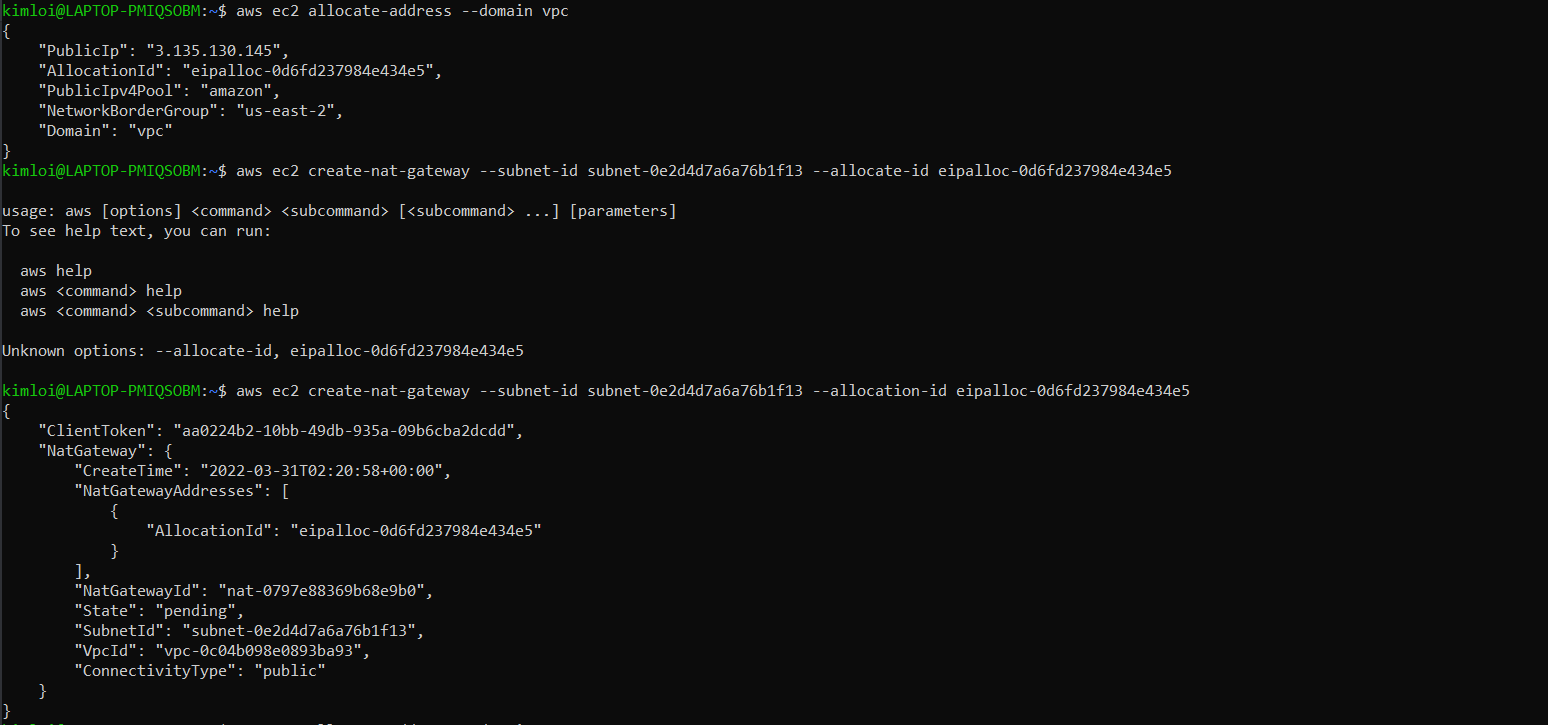 kimloi@LAPTOP-PMIQSOBM:~$ aws ec2 allocate-address --domain vpc
{
    "PublicIp": "3.135.130.145",
    "AllocationId": "eipalloc-0d6fd237984e434e5",
    "PublicIpv4Pool": "amazon",
    "NetworkBorderGroup": "us-east-2",
    "Domain": "vpc"
}
kimloi@LAPTOP-PMIQSOBM:~$ aws ec2 create-nat-gateway --subnet-id subnet-0e2d4d7a6a76b1f13 --allocate-id eipalloc-0d6fd237984e434e5
usage: aws [options] <command> <subcommand> [<subcommand> ...] [parameters]
To see help text, you can run:
  aws help
  aws <command> help
  aws <command> <subcommand> help
Unknown options: --allocate-id, eipalloc-0d6fd237984e434e5
kimloi@LAPTOP-PMIQSOBM:~$ aws ec2 create-nat-gateway --subnet-id subnet-0e2d4d7a6a76b1f13 --allocation-id eipalloc-0d6fd237984e434e5
{
    "ClientToken": "aa0224b2-10bb-49db-935a-09b6cba2dcdd",
    "NatGateway": {
        "CreateTime": "2022-03-31T02:20:58+00:00",
        "NatGatewayAddresses": [
            {
                "AllocationId": "eipalloc-0d6fd237984e434e5"
            }
        ],
        "NatGatewayId": "nat-0797e88369b68e9b0",
        "State": "pending",
        "SubnetId": "subnet-0e2d4d7a6a76b1f13",
        "VpcId": "vpc-0c04b098e0893ba93",
        "ConnectivityType": "public"
    }
}